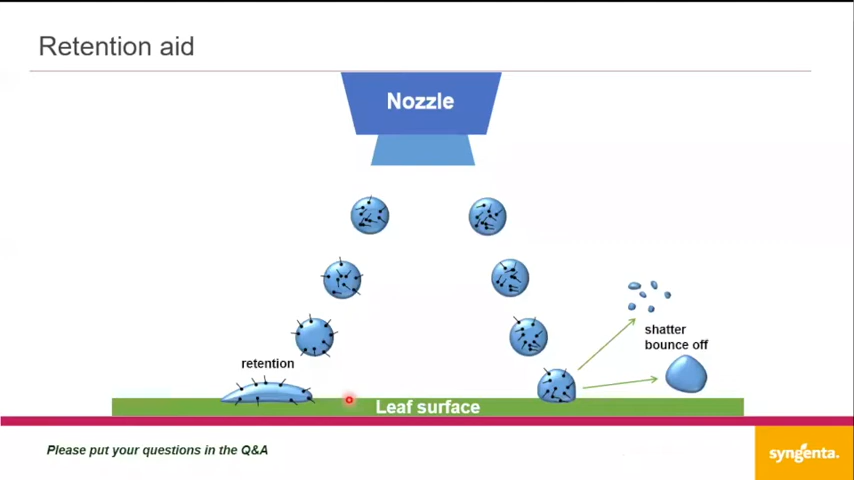 Retention aid
Nozzle
retention
shatter
bounce off
Leaf surface
Please put your questions in the Q&A
syngenta.